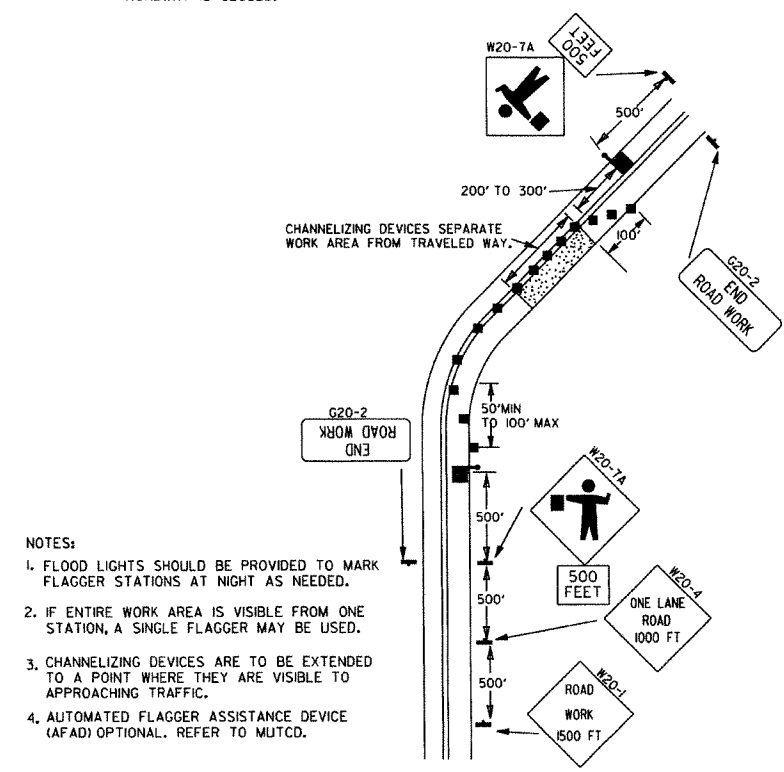 W20-7A
500
FEET
500'
200' TO 300'
CHANNELIZING DEVICES SEPARATE
WORK AREA FROM TRAVELED WAY.
100'
G20-2
END
ROAD WORK
G20-2
END
ROAD WORK
50'MIN
TO 100' MAX
W20-7A
500'
500
FEET
W20-4
ONE LANE
ROAD
1000 FT
500'
W20-1
ROAD
WORK
1500 FT
500'
NOTES:
1. FLOOD LIGHTS SHOULD BE PROVIDED TO MARK
FLAGGER STATIONS AT NIGHT AS NEEDED.
2. IF ENTIRE WORK AREA IS VISIBLE FROM ONE
STATION, A SINGLE FLAGGER MAY BE USED.
3. CHANNELIZING DEVICES ARE TO BE EXTENDED
TO A POINT WHERE THEY ARE VISIBLE TO
APPROACHING TRAFFIC.
4. AUTOMATED FLAGGER ASSISTANCE DEVICE
(AFAD) OPTIONAL. REFER TO MUTCD.